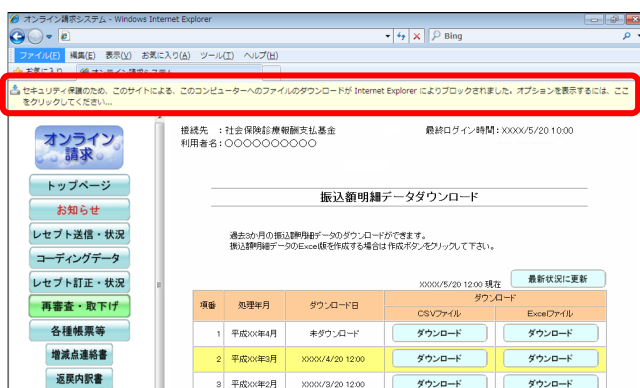 オンライン請求システム - Windows Internet Explorer
Bing
ファイル(F) 編集(E) 表示(V) お気に入り(A) ツール(T) ヘルプ(H)
お気に入り オンライン請求システム
セキュリティ保護のため、このサイトによる、このコンピューターへのファイルのダウンロードが Internet Explorer によりブロックされました。オプションを表示するには、ここ
をクリックしてください...
オンライン
請求
接続先 ：社会保険診療報酬支払基金
最終ログイン時間：XXXX/5/20 10:00
利用者名：○○○○○○○○○○
トップページ
お知らせ
レセプト送信・状況
コーディングデータ
レセプト訂正・状況
再審査・取下げ
各種帳票等
増減点連絡書
返戻内訳書
振込額明細データダウンロード
過去3か月の振込額明細データのダウンロードができます。
振込額明細データのExcel版を作成する場合は作成ボタンをクリックして下さい。
XXXX/5/20 12:00 現在
最新状況に更新
項番 処理年月 ダウンロード日 ダウンロード
CSVファイル Excelファイル
1 平成XX年4月 未ダウンロード ダウンロード ダウンロード
2 平成XX年3月 XXXX/4/20 12:00 ダウンロード ダウンロード
3 平成XX年2月 XXXX/3/20 12:00 ダウンロード ダウンロード